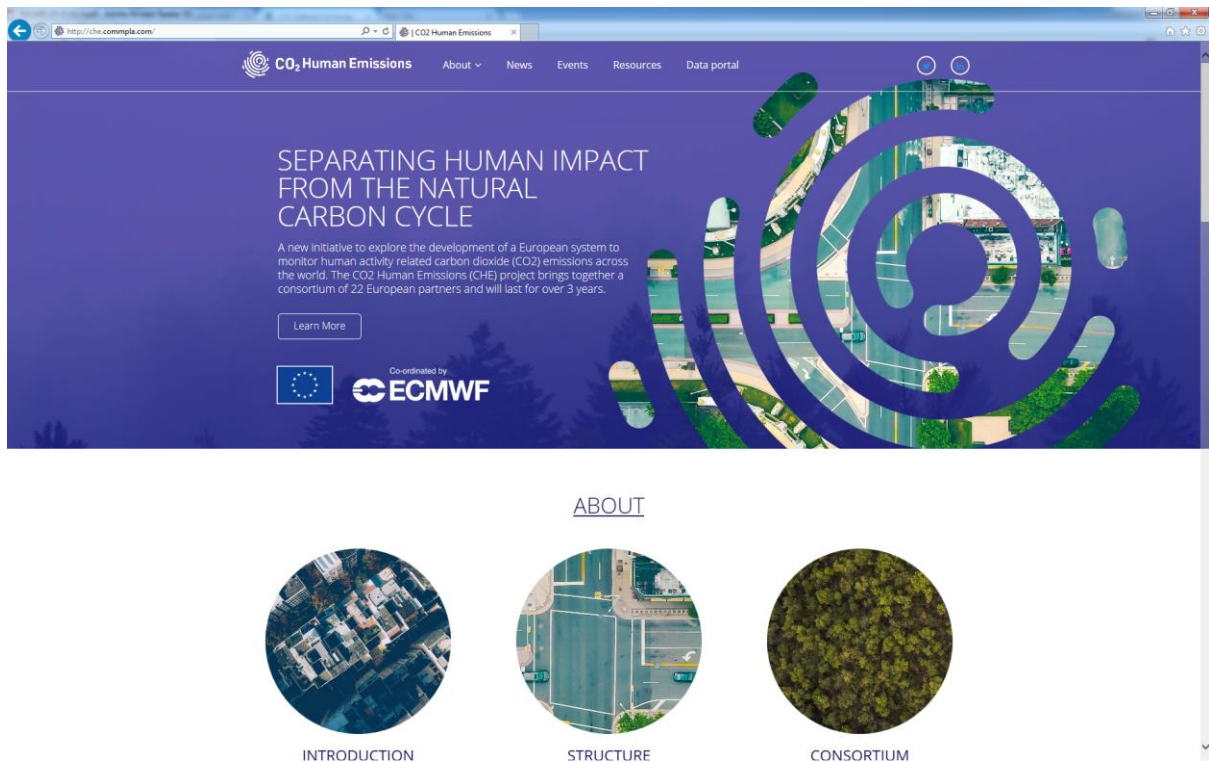 http://che.commpla.com/
| CO2 Human Emissions
CO2 Human Emissions
About
News
Events
Resources
Data portal
SEPARATING HUMAN IMPACT
FROM THE NATURAL
CARBON CYCLE
A new initiative to explore the development of a European system to
monitor human activity related carbon dioxide (CO2) emissions across
the world. The CO2 Human Emissions (CHE) project brings together a
consortium of 22 European partners and will last for over 3 years.
Learn More
Co-ordinated by
ECMWF
ABOUT
INTRODUCTION
STRUCTURE
CONSORTIUM